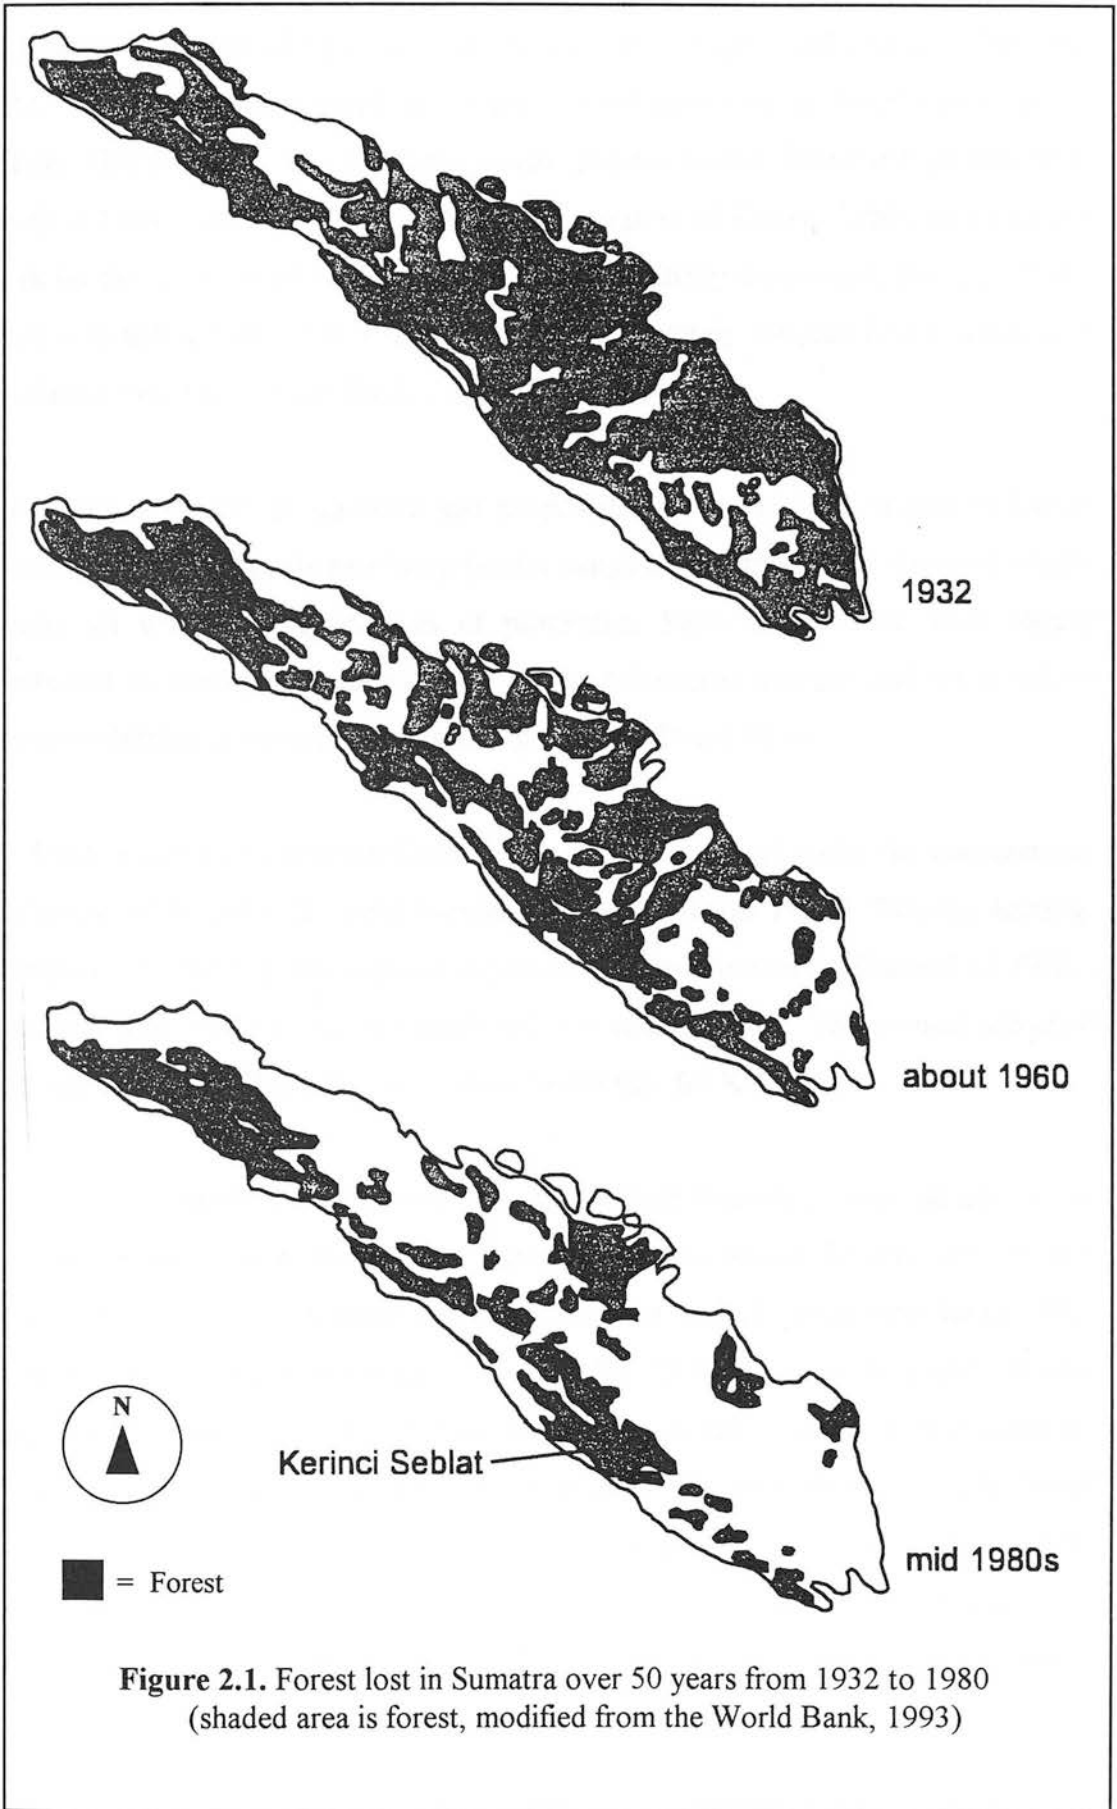 1932
about 1960
Kerinci Seblat
N
mid 1980s
= Forest
Figure 2.1. Forest lost in Sumatra over 50 years from 1932 to 1980
(shaded area is forest, modified from the World Bank, 1993)